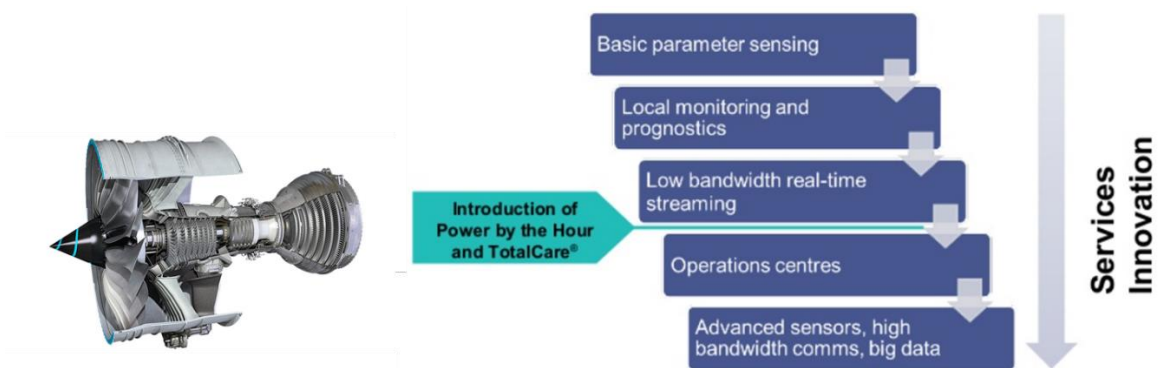 Basic parameter sensing
Local monitoring and
prognostics
Low bandwidth real-time
streaming
Introduction of
Power by the Hour
and TotalCare®
Operations centres
Advanced sensors, high
bandwidth comms, big data
Services
Innovation